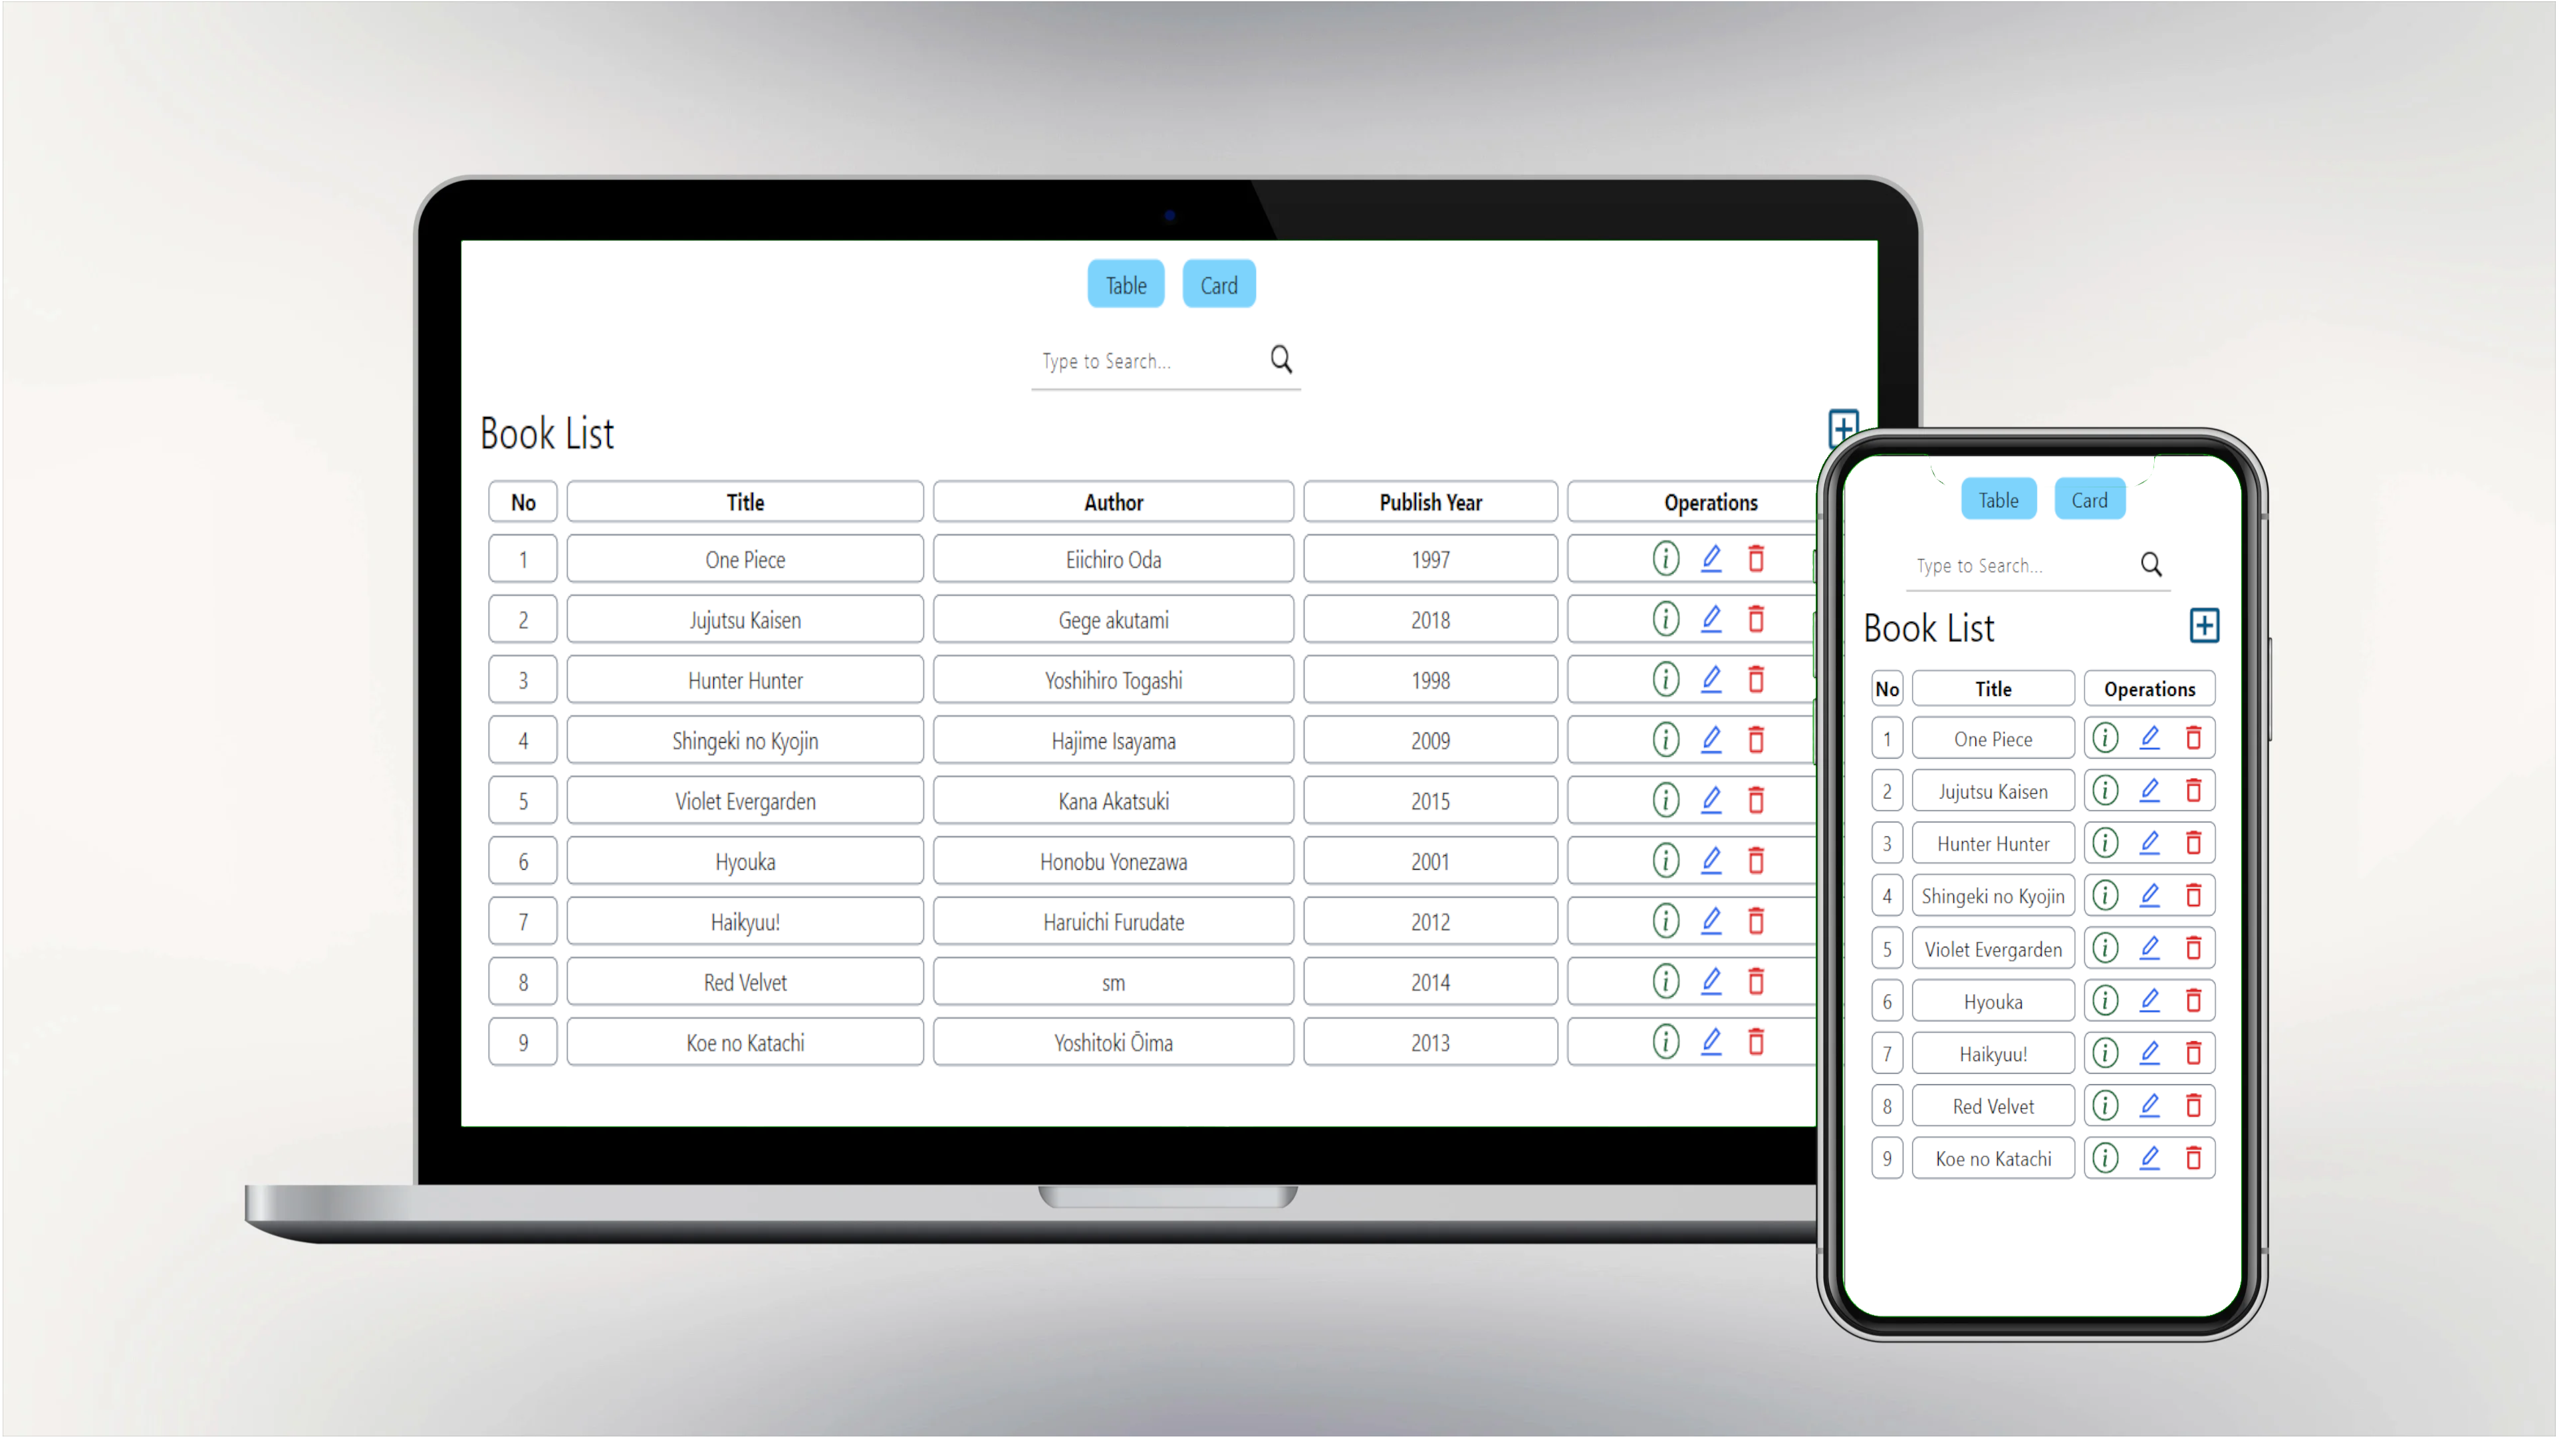 Table Card
Type to Search...
Book List
No Title Author Publish Year Operations
1 One Piece Eiichiro Oda 1997
2 Jujutsu Kaisen Gege akutami 2018
3 Hunter Hunter Yoshihiro Togashi 1998
4 Shingeki no Kyojin Hajime Isayama 2009
5 Violet Evergarden Kana Akatsuki 2015
6 Hyouka Honobu Yonezawa 2001
7 Haikyuu! Haruichi Furudate 2012
8 Red Velvet sm 2014
9 Koe no Katachi Yoshitoki Ōima 2013
Table Card
Type to Search...
Book List
No Title Operations
1 One Piece
2 Jujutsu Kaisen
3 Hunter Hunter
4 Shingeki no Kyojin
5 Violet Evergarden
6 Hyouka
7 Haikyuu!
8 Red Velvet
9 Koe no Katachi